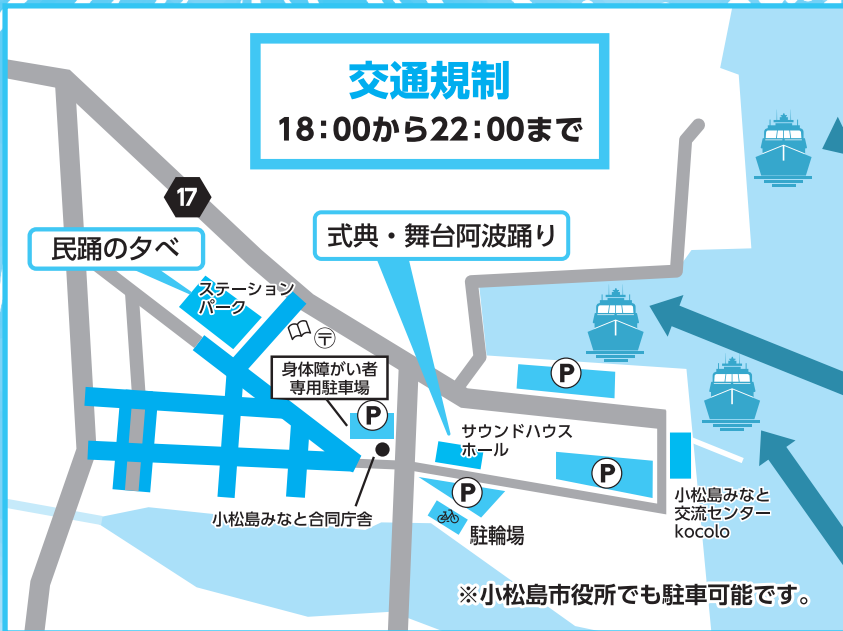 交通規制
18：00から22：00まで
17
民踊の夕べ
式典・舞台阿波踊り
ステーション
パーク
〒
身体障がい者
専用駐車場
P
P
サウンドハウス
ホール
P
P
小松島みなと合同庁舎
駐輪場
小松島みなと
交流センター
kocolo
※小松島市役所でも駐車可能です。